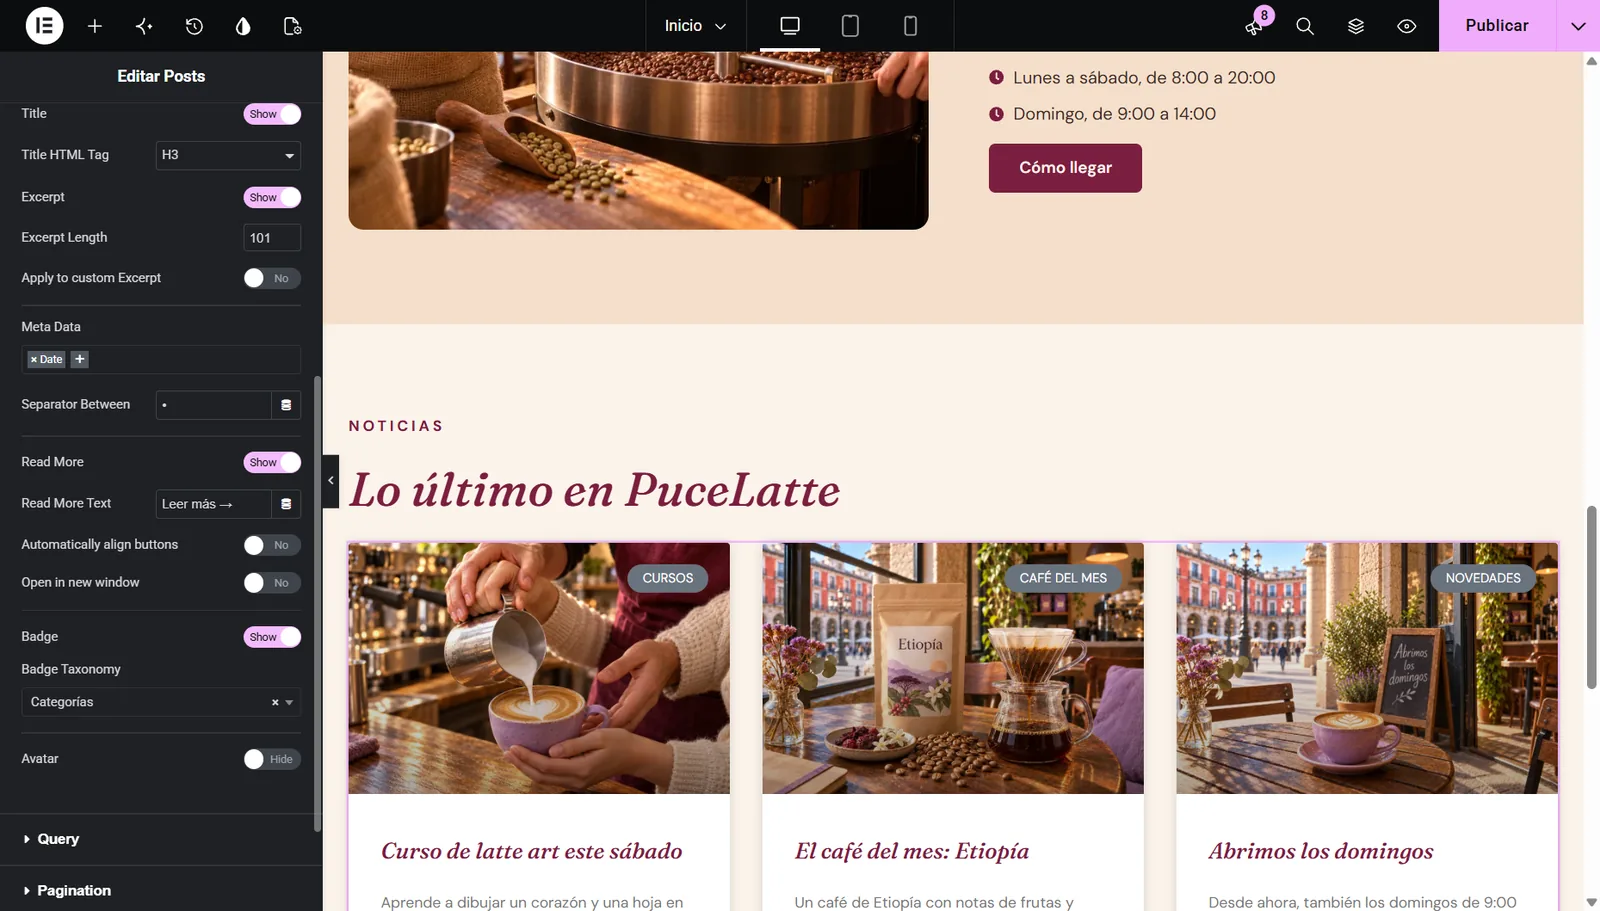 Inicio
8
Publicar
Editar Posts
Title
Show
Title HTML Tag
H3
Excerpt
Show
Excerpt Length
101
Apply to custom Excerpt
No
Meta Data
× Date +
Separator Between
•
Read More
Show
Read More Text
Leer más →
Automatically align buttons
No
Open in new window
No
Badge
Show
Badge Taxonomy
Categorías
×
Avatar
Hide
Query
Pagination
Lunes a sábado, de 8:00 a 20:00
Domingo, de 9:00 a 14:00
Cómo llegar
NOTICIAS
Lo último en PuceLatte
CURSOS
Curso de latte art este sábado
Aprende a dibujar un corazón y una hoja en
CAFÉ DEL MES
Etiopía
El café del mes: Etiopía
Un café de Etiopía con notas de frutas y
NOVEDADES
Abrimos
los
domingos
Abrimos los domingos
Desde ahora, también los domingos de 9:00